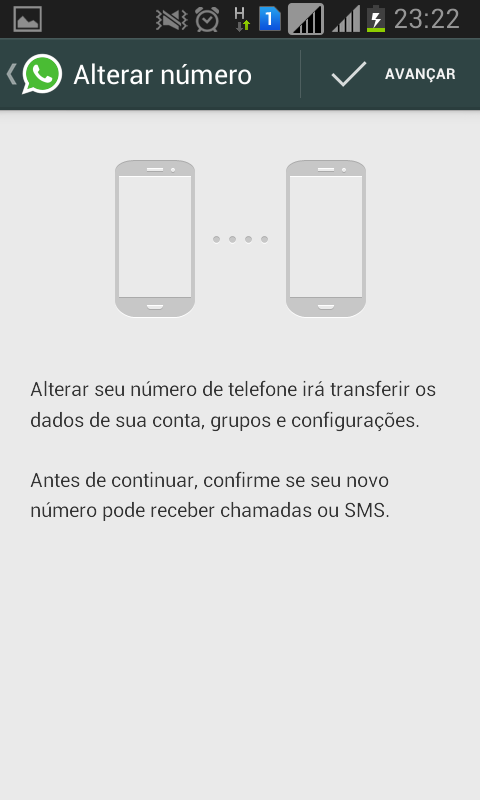 H 1 23:22
Alterar número AVANÇAR
Alterar seu número de telefone irá transferir os
dados de sua conta, grupos e configurações.
Antes de continuar, confirme se seu novo
número pode receber chamadas ou SMS.